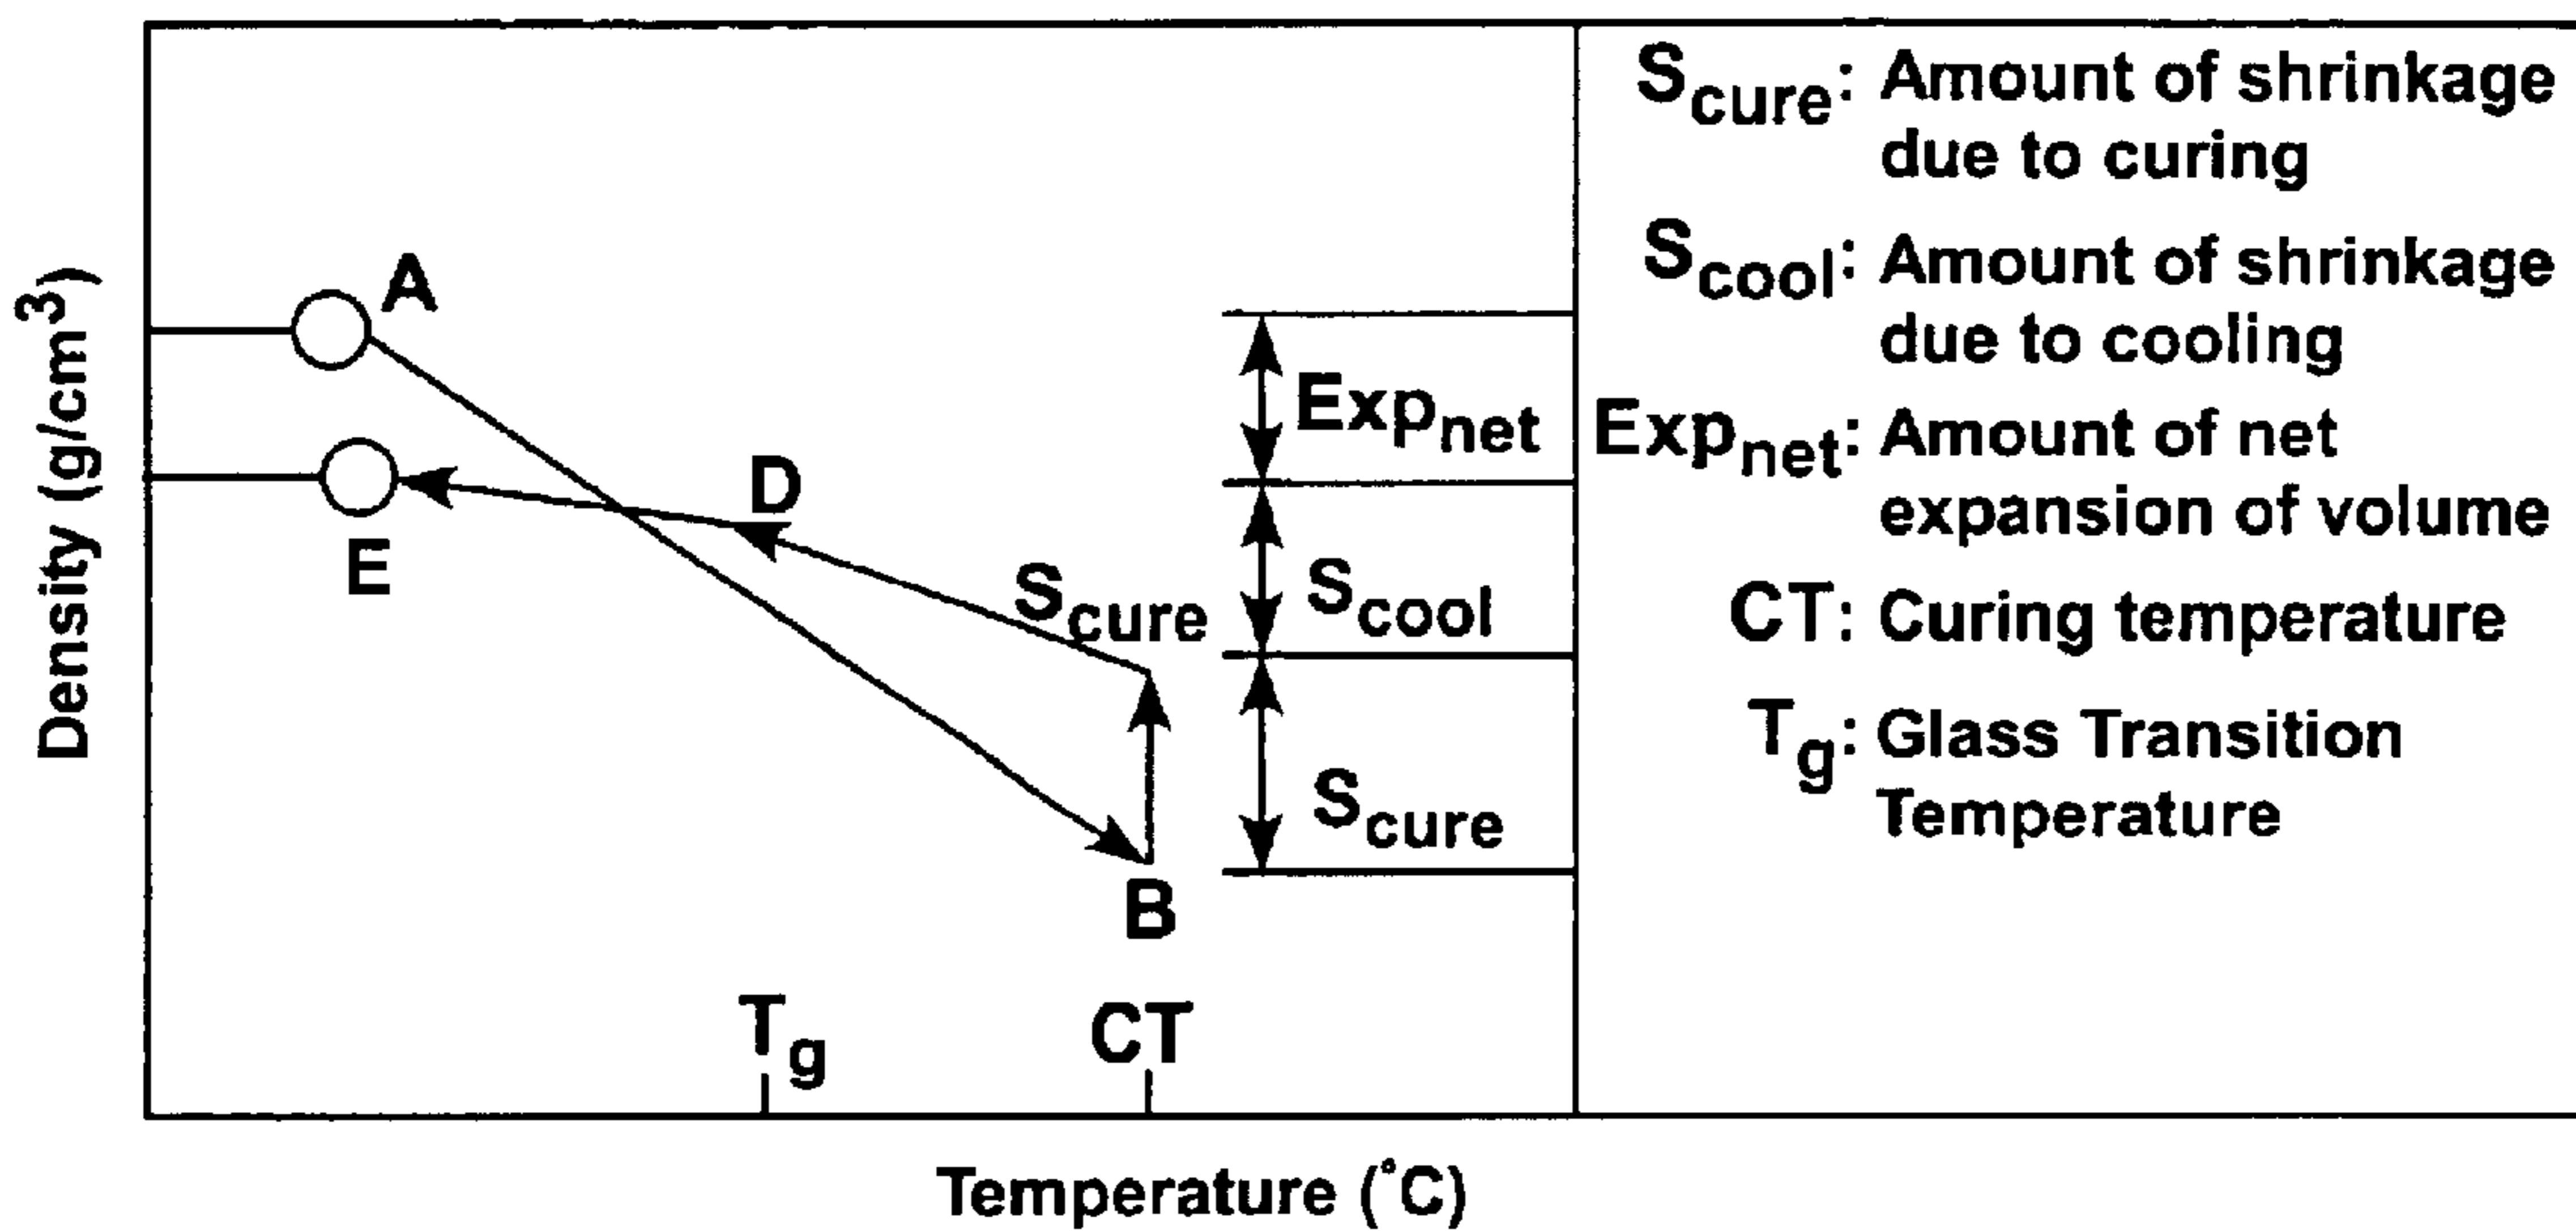 Density (g/cm³)
A
E
D
S_cure
B
T_g
CT
Exp_net
S_cool
S_cure
Temperature (°C)
S_cure: Amount of shrinkage
due to curing
S_cool: Amount of shrinkage
due to cooling
Exp_net: Amount of net
expansion of volume
CT: Curing temperature
T_g: Glass Transition
Temperature